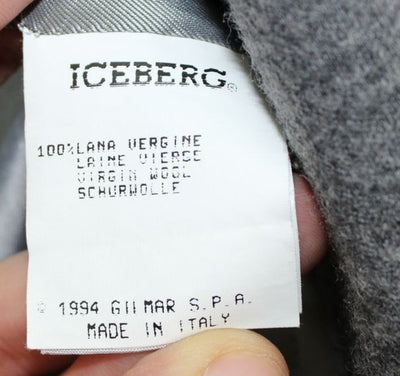 ICEBERG®
100% LANA VERGINE
LAINE VIERGE
VIRGIN WOOL
SCHURWOLLE
© 1994 GILMAR S.P.A.
MADE IN ITALY